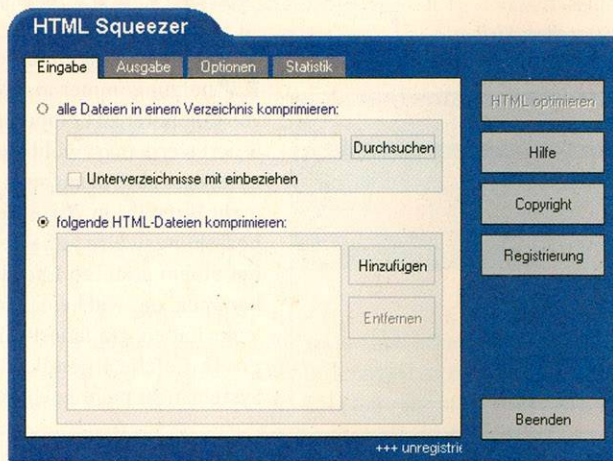 HTML Squeezer
Eingabe Ausgabe Optionen Statistik
alle Dateien in einem Verzeichnis komprimieren:
Durchsuchen
Unterverzeichnisse mit einbeziehen
folgende HTML-Dateien komprimieren:
Hinzufügen
Entfernen
HTML optimieren
Hilfe
Copyright
Registrierung
Beenden
+++ unregistrie